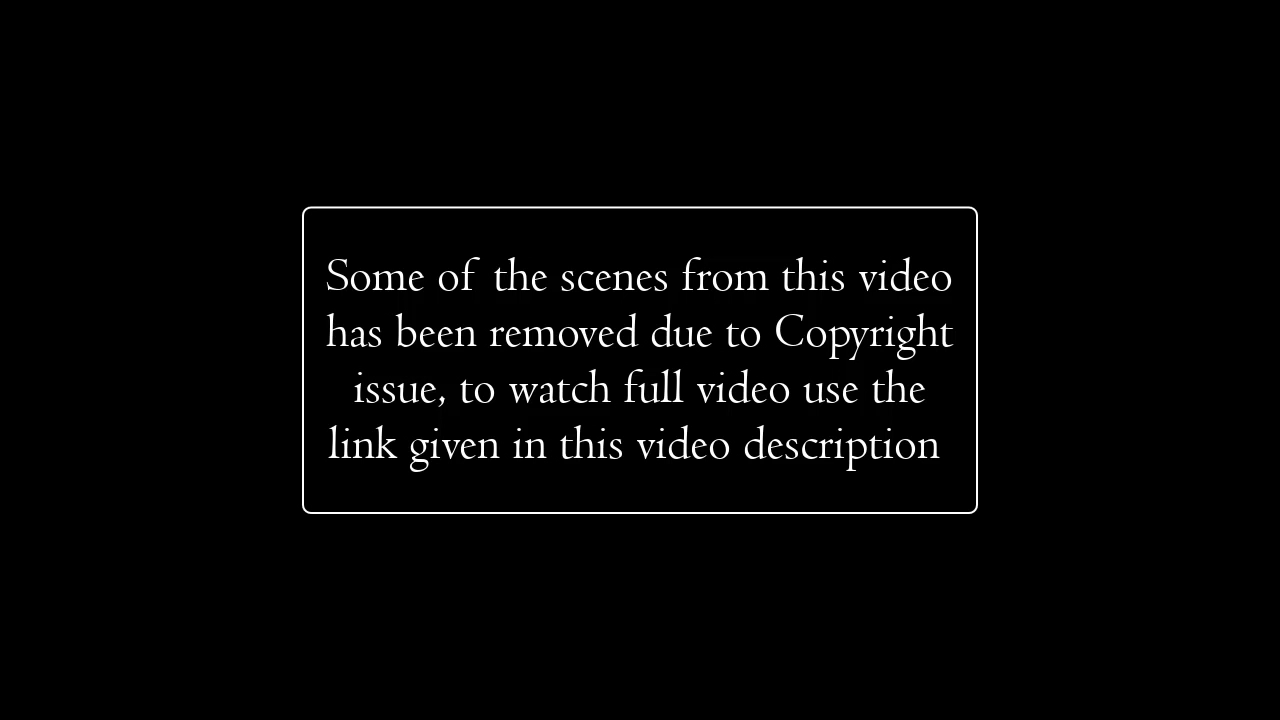 Some of the scenes from this video
has been removed due to Copyright
issue, to watch full video use the
link given in this video description